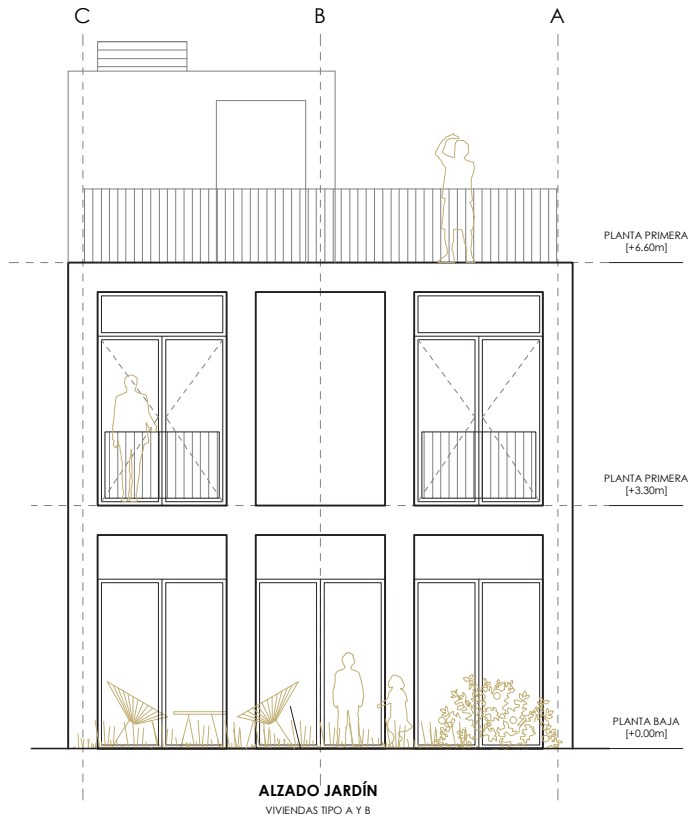 C
B
A
PLANTA PRIMERA
[+6.60m]
PLANTA PRIMERA
[+3.30m]
PLANTA BAJA
[+0.00m]
ALZADO JARDÍN
VIVIENDAS TIPO A Y B